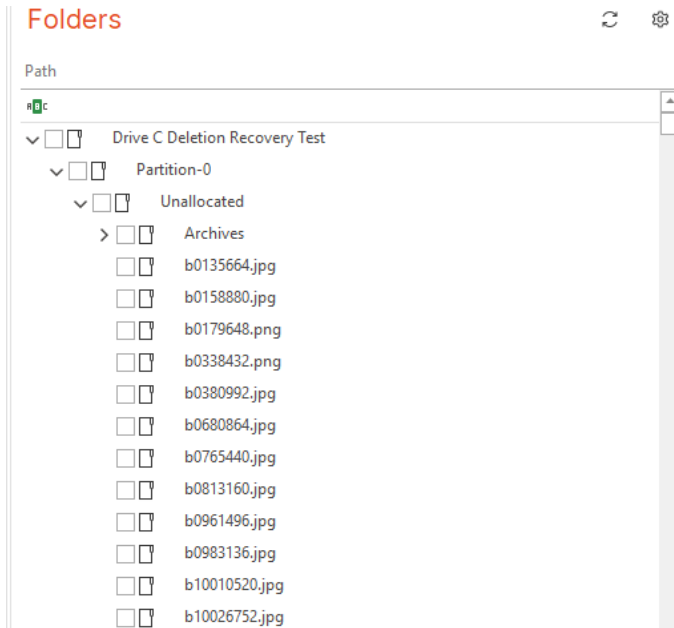 Folders
Path
ABC
Drive C Deletion Recovery Test
Partition-0
Unallocated
Archives
b0135664.jpg
b0158880.jpg
b0179648.png
b0338432.png
b0380992.jpg
b0680864.jpg
b0765440.jpg
b0813160.jpg
b0961496.jpg
b0983136.jpg
b10010520.jpg
b10026752.jpg